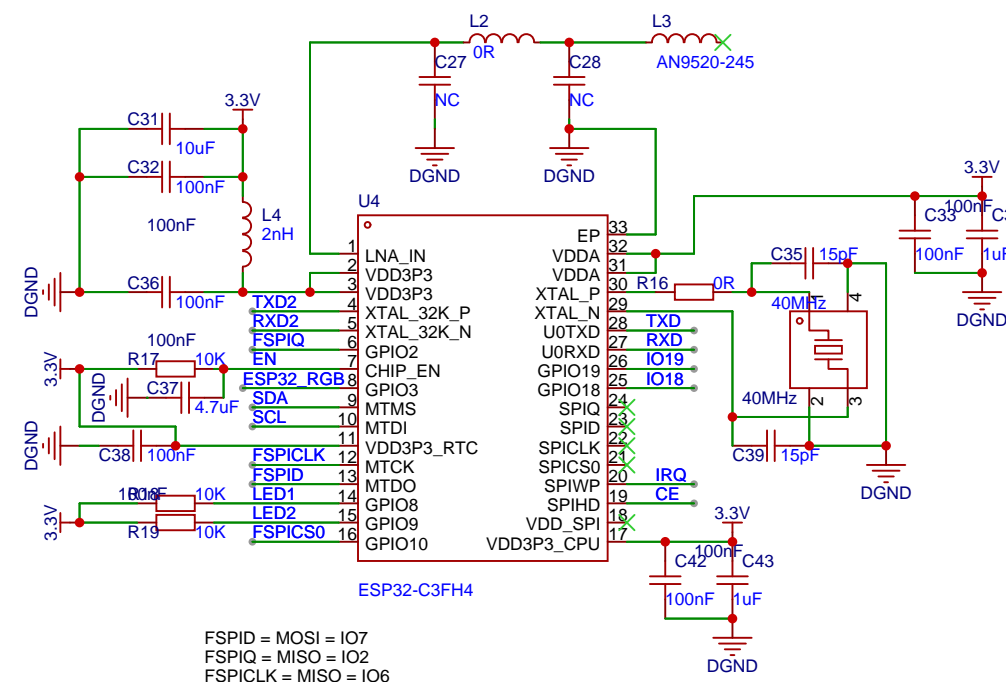 L2
L3
0R
AN9520-245
C27
C28
NC
NC
DGND
DGND
3.3V
C31
10uF
C32
100nF
100nF
L4
2nH
C36
100nF
DGND
U4
3.3V
100nF
C33
100nF
1uF
DGND
1
LNA_IN
2
VDD3P3
3
VDD3P3
TXD2
4
XTAL_32K_P
RXD2
5
XTAL_32K_N
FSPIQ
6
GPIO2
EN
7
CHIP_EN
ESP32_RGB
8
GPIO3
SDA
9
MTMS
SCL
10
MTDI
11
VDD3P3_RTC
FSPICLK
12
MTCK
FSPID
13
MTDO
LED1
14
GPIO8
LED2
15
GPIO9
FSPICS0
16
GPIO10
EP
33
VDDA
32
VDDA
31
XTAL_P
30
XTAL_N
29
U0TXD
28
TXD
U0RXD
27
RXD
GPIO19
26
IO19
GPIO18
25
IO18
SPIQ
24
SPID
23
SPICLK
22
SPICS0
21
SPIWP
20
IRQ
SPIHD
19
CE
VDD_SPI
18
VDD3P3_CPU
17
100nF
3.3V
R17
10K
DGND
C37
4.7uF
DGND
C38
100nF
3.3V
10K
R19
10K
R16
0R
C35
15pF
40MHz
4
40MHz
2
3
C39
15pF
DGND
3.3V
100nF
C42
C43
100nF
1uF
DGND
ESP32-C3FH4
FSPID = MOSI = IO7
FSPIQ = MISO = IO2
FSPICLK = MISO = IO6